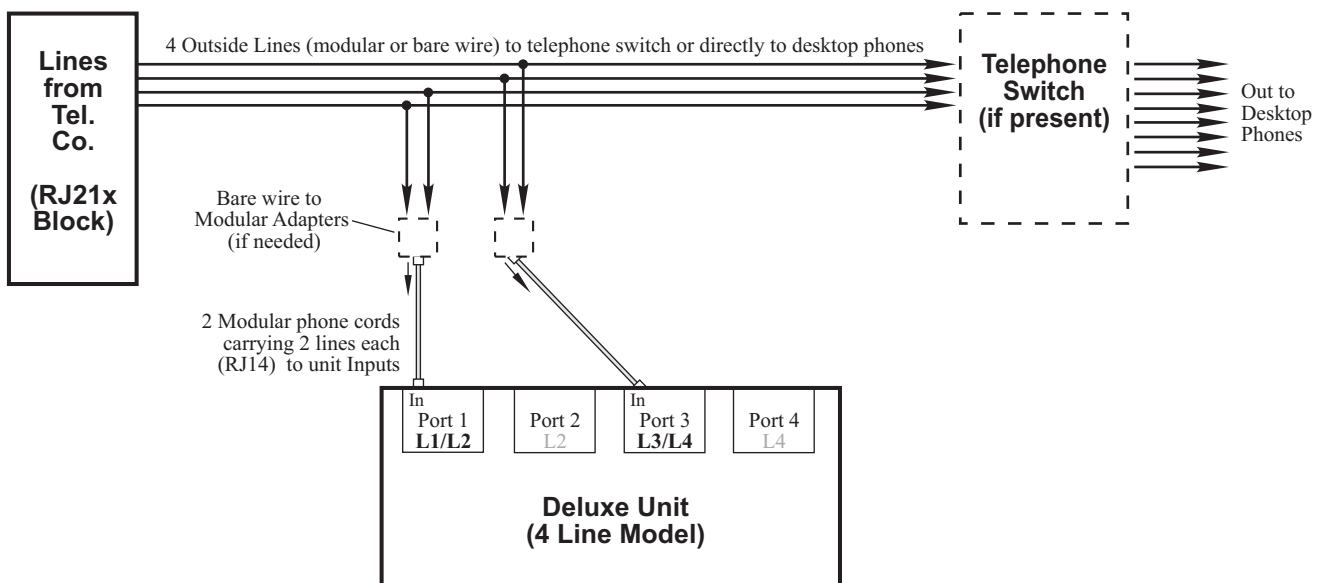 Lines
from
Tel.
Co.
(RJ21x
Block)
4 Outside Lines (modular or bare wire) to telephone switch or directly to desktop phones
Telephone
Switch
(if present)
Out to
Desktop
Phones
Bare wire to
Modular Adapters
(if needed)
2 Modular phone cords
carrying 2 lines each
(RJ14) to unit Inputs
In
Port 1
L1/L2
Port 2
L2
In
Port 3
L3/L4
Port 4
L4
Deluxe Unit
(4 Line Model)